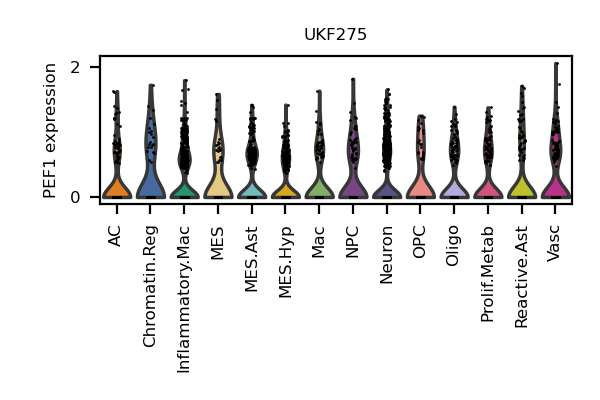 UKF275
PEF1 expression
2
0
AC
Chromatin.Reg
Inflammatory.Mac
MES
MES.Ast
MES.Hyp
Mac
NPC
Neuron
OPC
Oligo
Prolif.Metab
Reactive.Ast
Vasc